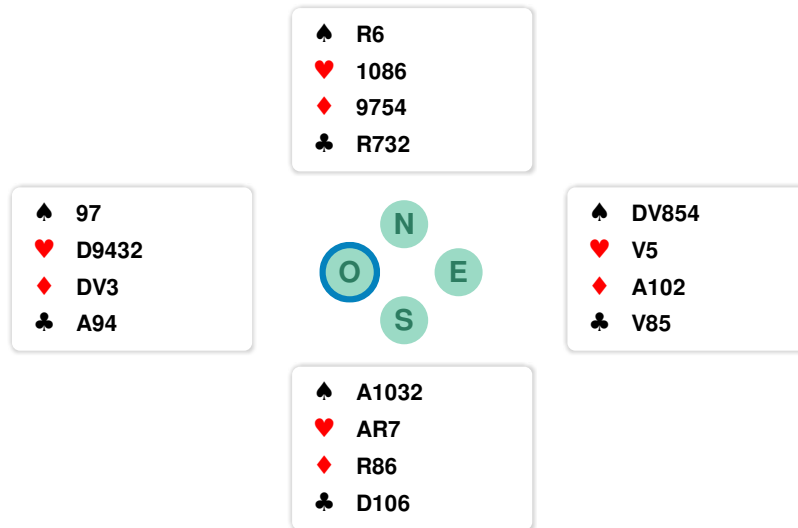 ♠ R6
♥ 1086
♦ 9754
♣ R732
♠ 97
♥ D9432
♦ DV3
♣ A94
N
O
E
S
♠ DV854
♥ V5
♦ A102
♣ V85
♠ A1032
♥ AR7
♦ R86
♣ D106